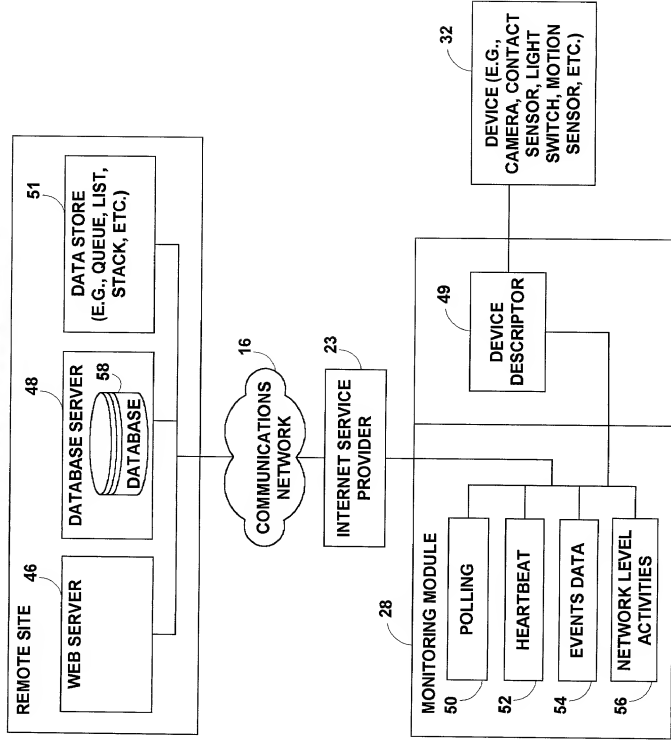 REMOTE SITE
46
WEB SERVER
48
DATABASE SERVER
58
DATABASE
51
DATA STORE
(E.G., QUEUE, LIST,
STACK, ETC.)
16
COMMUNICATIONS
NETWORK
23
INTERNET SERVICE
PROVIDER
28
MONITORING MODULE
50
POLLING
52
HEARTBEAT
54
EVENTS DATA
56
NETWORK LEVEL
ACTIVITIES
49
DEVICE
DESCRIPTOR
32
DEVICE (E.G.,
CAMERA, CONTACT
SENSOR, LIGHT
SWITCH, MOTION
SENSOR, ETC.)